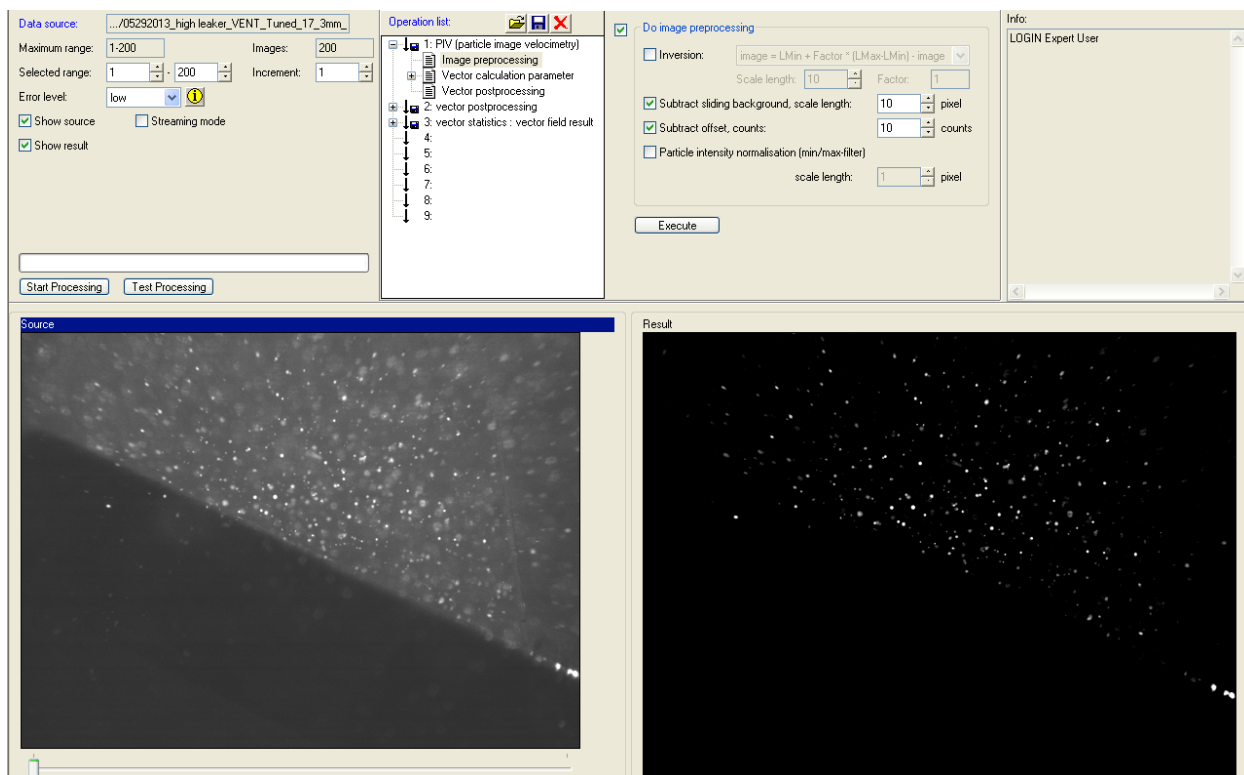 Data source: .../05292013_high leaker_VENT_Tuned_17_3mm_
Maximum range: 1-200 Images: 200
Selected range: 1 - 200 Increment: 1
Error level: low
Show source Streaming mode
Show result
Start Processing Test Processing
Operation list:
1: PIV (particle image velocimetry)
Image preprocessing
Vector calculation parameter
Vector postprocessing
2: vector postprocessing
3: vector statistics : vector field result
4:
5:
6:
7:
8:
9:
Do image preprocessing
Inversion: image = LMin + Factor * (LMax-LMin) - image
Scale length: 10 Factor: 1
Subtract sliding background, scale length: 10 pixel
Subtract offset, counts: 10 counts
Particle intensity normalisation (min/max-filter)
scale length: 1 pixel
Execute
Info:
LOGIN Expert User
Source
Result